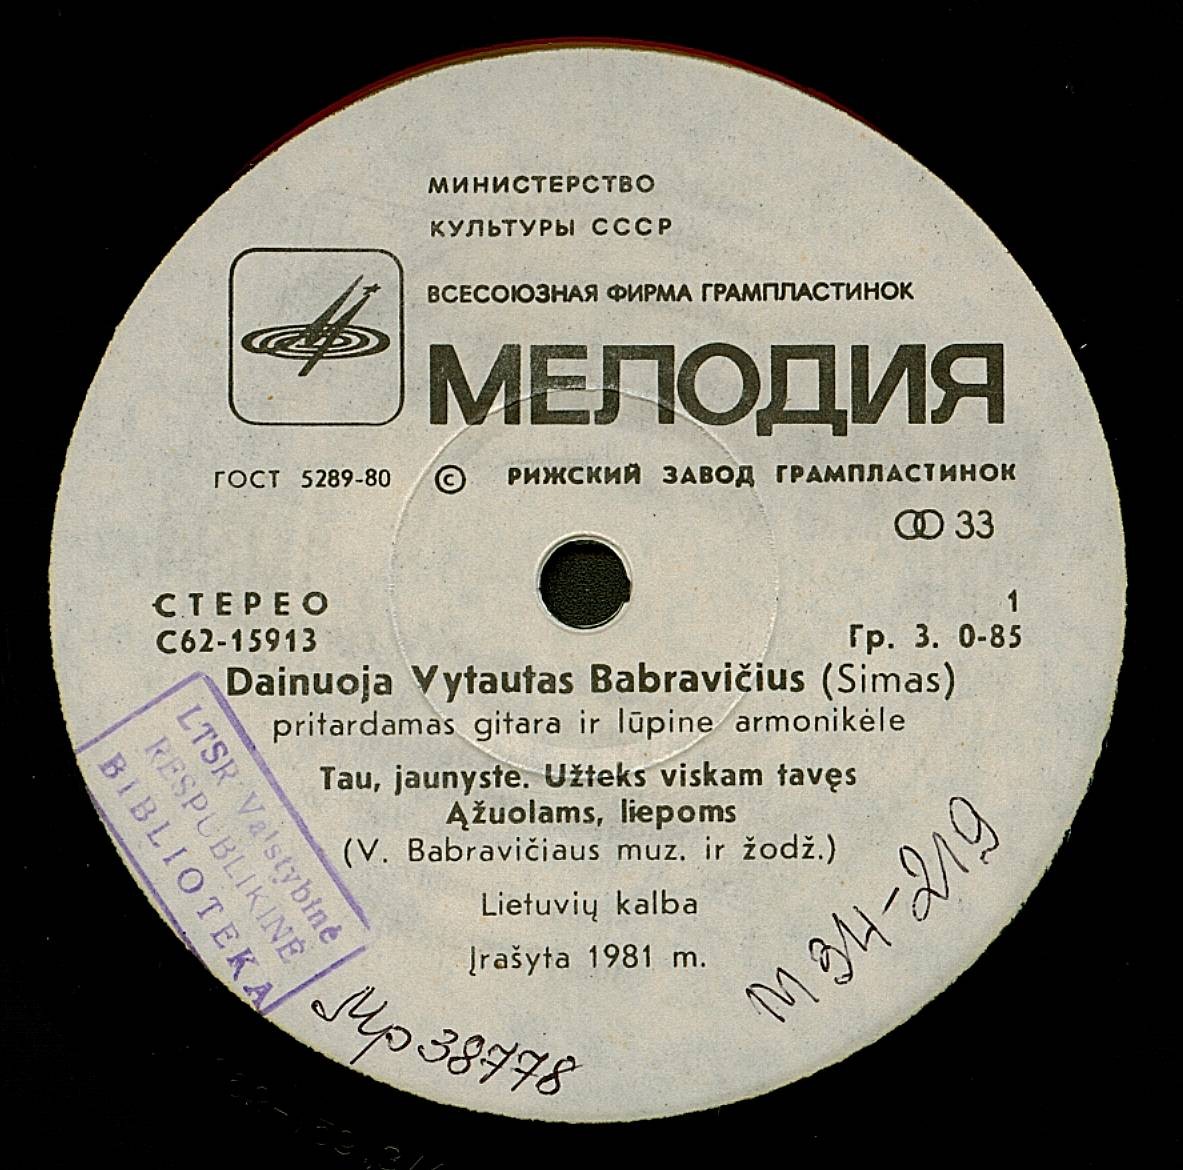 МИНИСТЕРСТВО
КУЛЬТУРЫ СССР
ВСЕСОЮЗНАЯ ФИРМА ГРАМПЛАСТИНОК
МЕЛОДИЯ
ГОСТ 5289-80 © РИЖСКИЙ ЗАВОД ГРАМПЛАСТИНОК
33
СТЕРЕО 1
С62-15913 Гр. 3. 0-85
Dainuoja Vytautas Babravičius (Simas)
pritardamas gitara ir lūpine armonikėle
Tau, jaunyste. Užteks viskam tavęs
Ąžuolams, liepoms
(V. Babravičiaus muz. ir žodž.)
Lietuvių kalba
Įrašyta 1981 m.
LTSR Valstybinė
RESPUBLIKINĖ
BIBLIOTEKA
Mp 38778
M 34-219